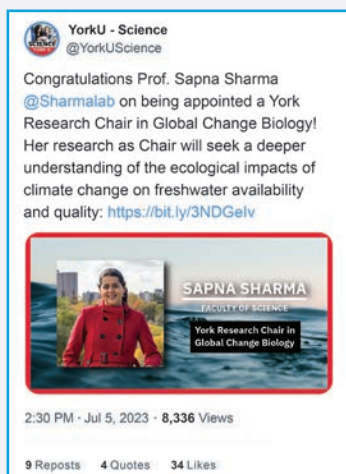 YorkU - Science
@YorkUScience
Congratulations Prof. Sapna Sharma
@Sharmalab on being appointed a York
Research Chair in Global Change Biology!
Her research as Chair will seek a deeper
understanding of the ecological impacts of
climate change on freshwater availability
and quality: https://bit.ly/3NDGelv
SAPNA SHARMA
FACULTY OF SCIENCE
York Research Chair in
Global Change Biology
2:30 PM · Jul 5, 2023 · 8,336 Views
9 Reposts 4 Quotes 34 Likes